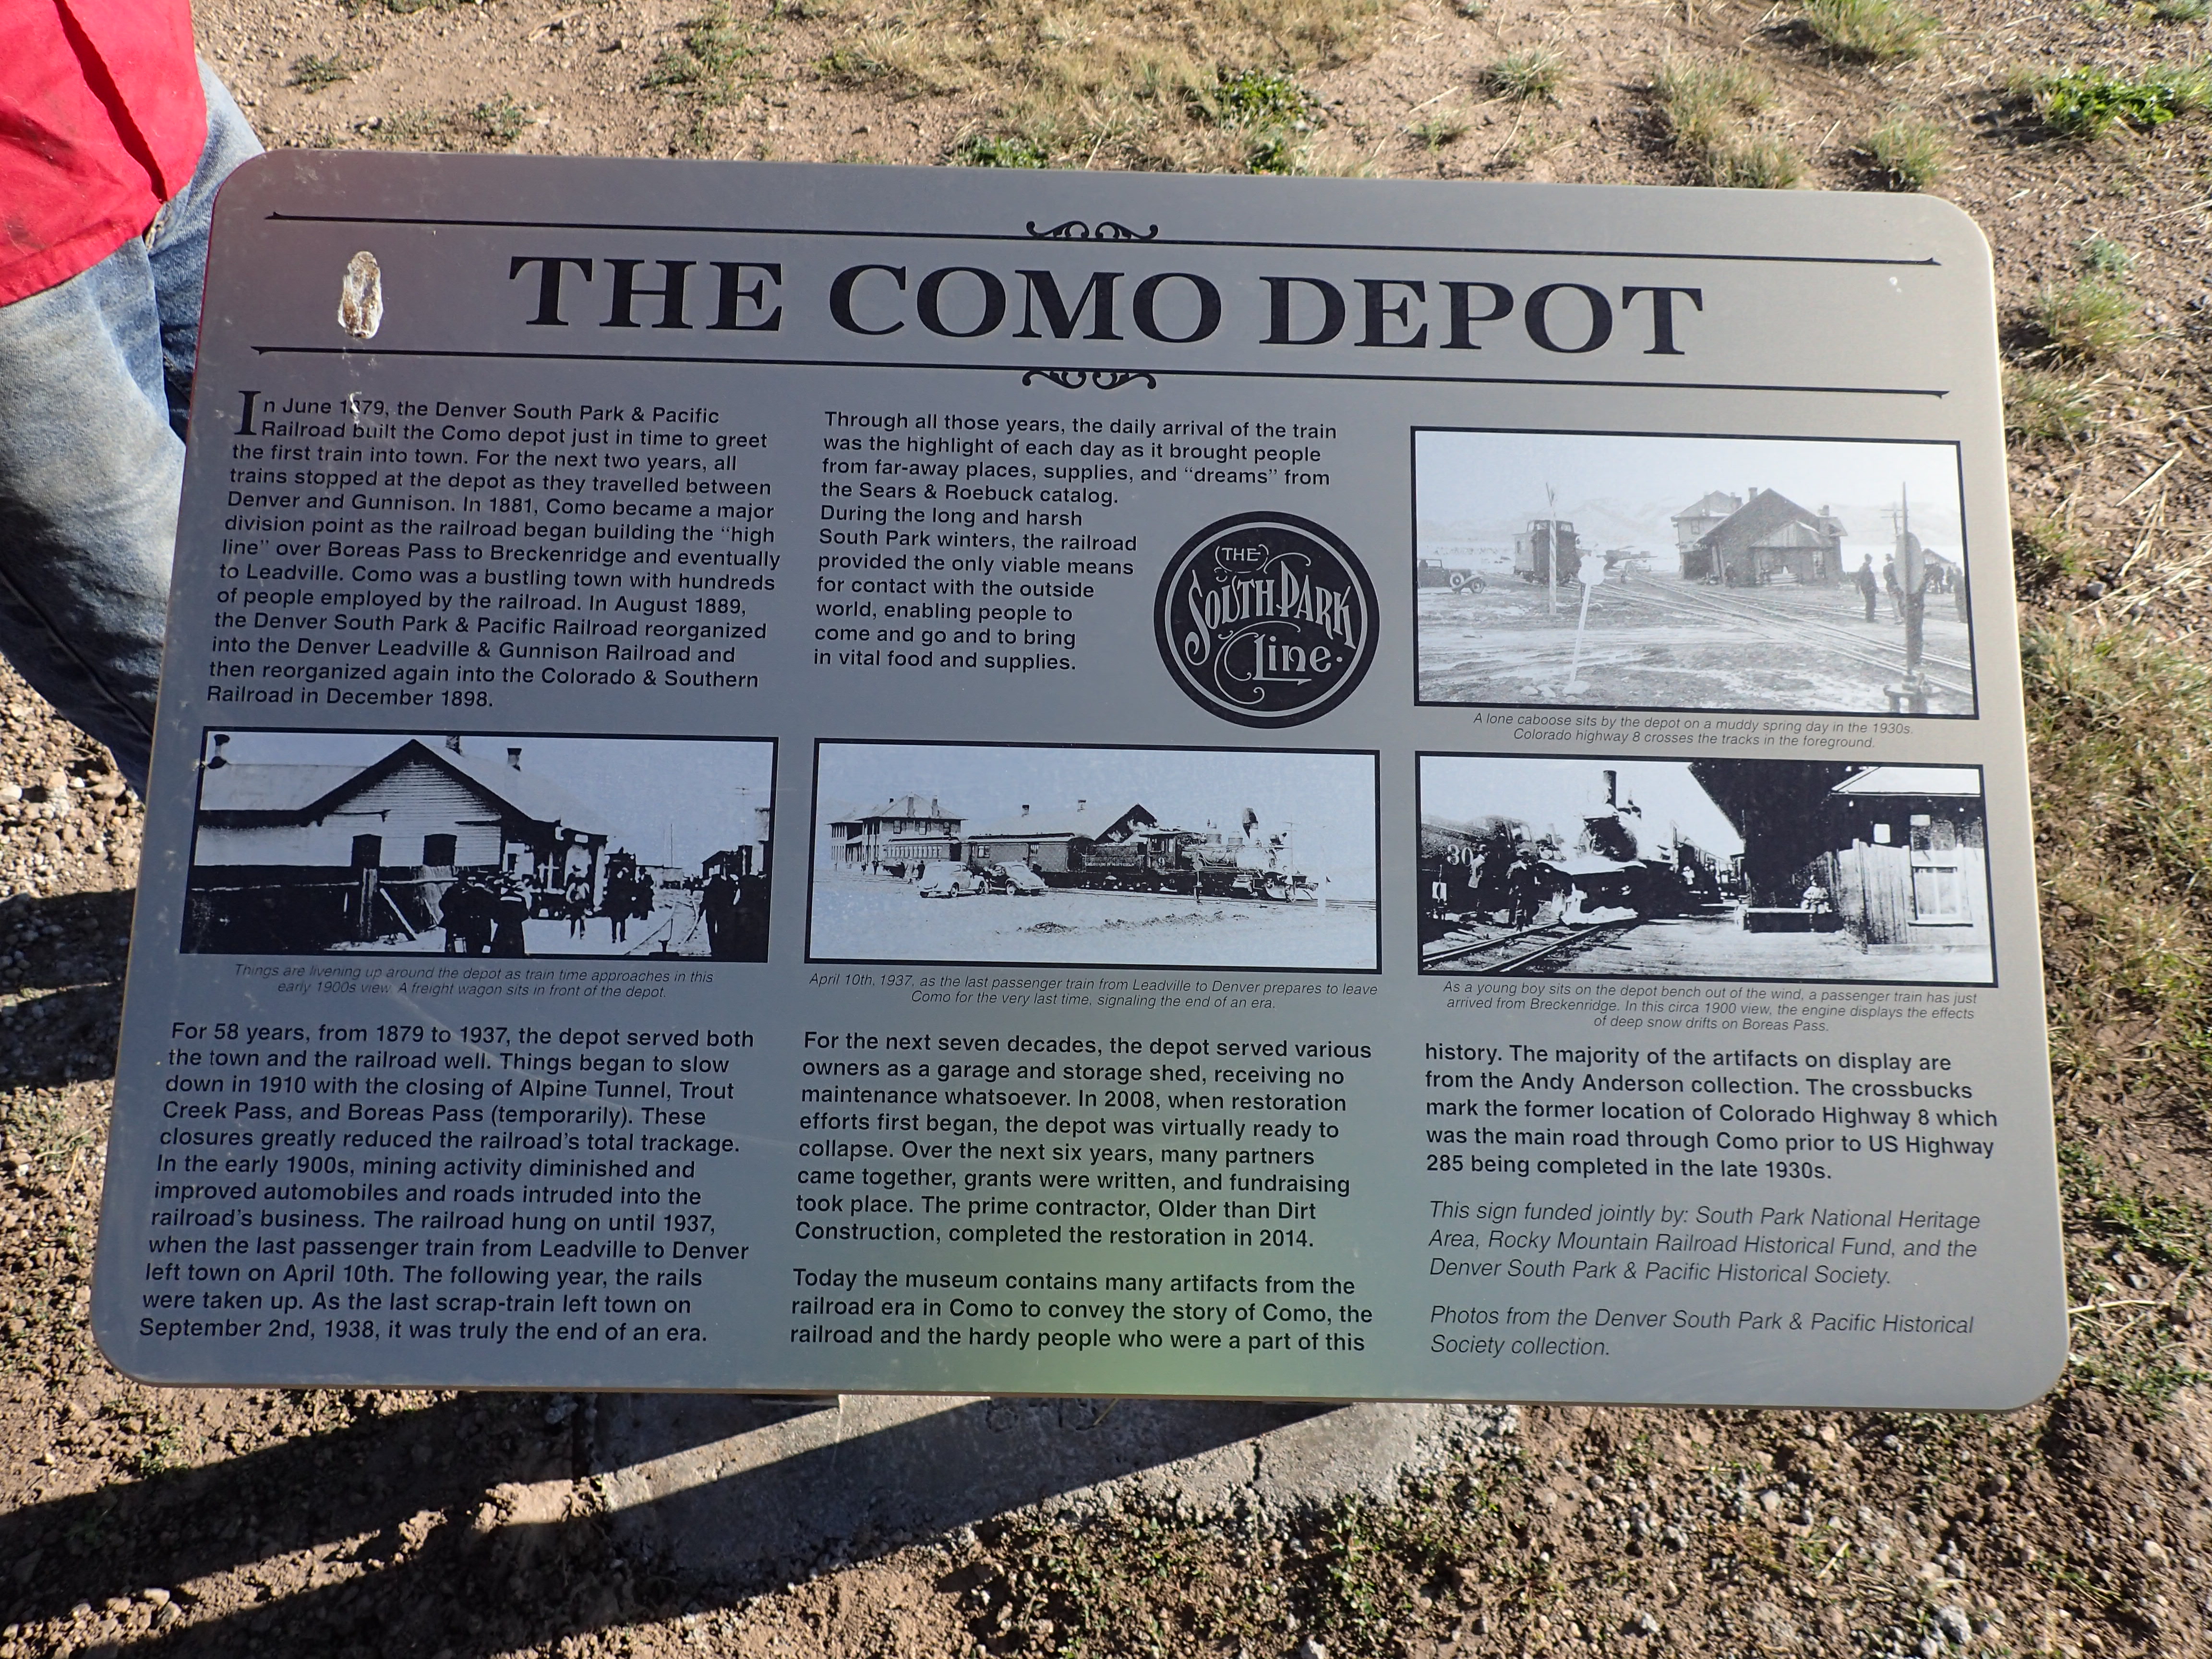 THE COMO DEPOT
In June 1879, the Denver South Park & Pacific
Railroad built the Como depot just in time to greet
the first train into town. For the next two years, all
trains stopped at the depot as they travelled between
Denver and Gunnison. In 1881, Como became a major
division point as the railroad began building the “high
line” over Boreas Pass to Breckenridge and eventually
to Leadville. Como was a bustling town with hundreds
of people employed by the railroad. In August 1889,
the Denver South Park & Pacific Railroad reorganized
into the Denver Leadville & Gunnison Railroad and
then reorganized again into the Colorado & Southern
Railroad in December 1898.
Things are livening up around the depot as train time approaches in this
early 1900s view. A freight wagon sits in front of the depot.
For 58 years, from 1879 to 1937, the depot served both
the town and the railroad well. Things began to slow
down in 1910 with the closing of Alpine Tunnel, Trout
Creek Pass, and Boreas Pass (temporarily). These
closures greatly reduced the railroad’s total trackage.
In the early 1900s, mining activity diminished and
improved automobiles and roads intruded into the
railroad’s business. The railroad hung on until 1937,
when the last passenger train from Leadville to Denver
left town on April 10th. The following year, the rails
were taken up. As the last scrap-train left town on
September 2nd, 1938, it was truly the end of an era.
Through all those years, the daily arrival of the train
was the highlight of each day as it brought people
from far-away places, supplies, and “dreams” from
the Sears & Roebuck catalog.
During the long and harsh
South Park winters, the railroad
provided the only viable means
for contact with the outside
world, enabling people to
come and go and to bring
in vital food and supplies.
(THE)
SOUTH PARK
Line.
April 10th, 1937, as the last passenger train from Leadville to Denver prepares to leave
Como for the very last time, signaling the end of an era.
For the next seven decades, the depot served various
owners as a garage and storage shed, receiving no
maintenance whatsoever. In 2008, when restoration
efforts first began, the depot was virtually ready to
collapse. Over the next six years, many partners
came together, grants were written, and fundraising
took place. The prime contractor, Older than Dirt
Construction, completed the restoration in 2014.
Today the museum contains many artifacts from the
railroad era in Como to convey the story of Como, the
railroad and the hardy people who were a part of this
A lone caboose sits by the depot on a muddy spring day in the 1930s.
Colorado highway 8 crosses the tracks in the foreground.
30
As a young boy sits on the depot bench out of the wind, a passenger train has just
arrived from Breckenridge. In this circa 1900 view, the engine displays the effects
of deep snow drifts on Boreas Pass.
history. The majority of the artifacts on display are
from the Andy Anderson collection. The crossbucks
mark the former location of Colorado Highway 8 which
was the main road through Como prior to US Highway
285 being completed in the late 1930s.
This sign funded jointly by: South Park National Heritage
Area, Rocky Mountain Railroad Historical Fund, and the
Denver South Park & Pacific Historical Society.
Photos from the Denver South Park & Pacific Historical
Society collection.